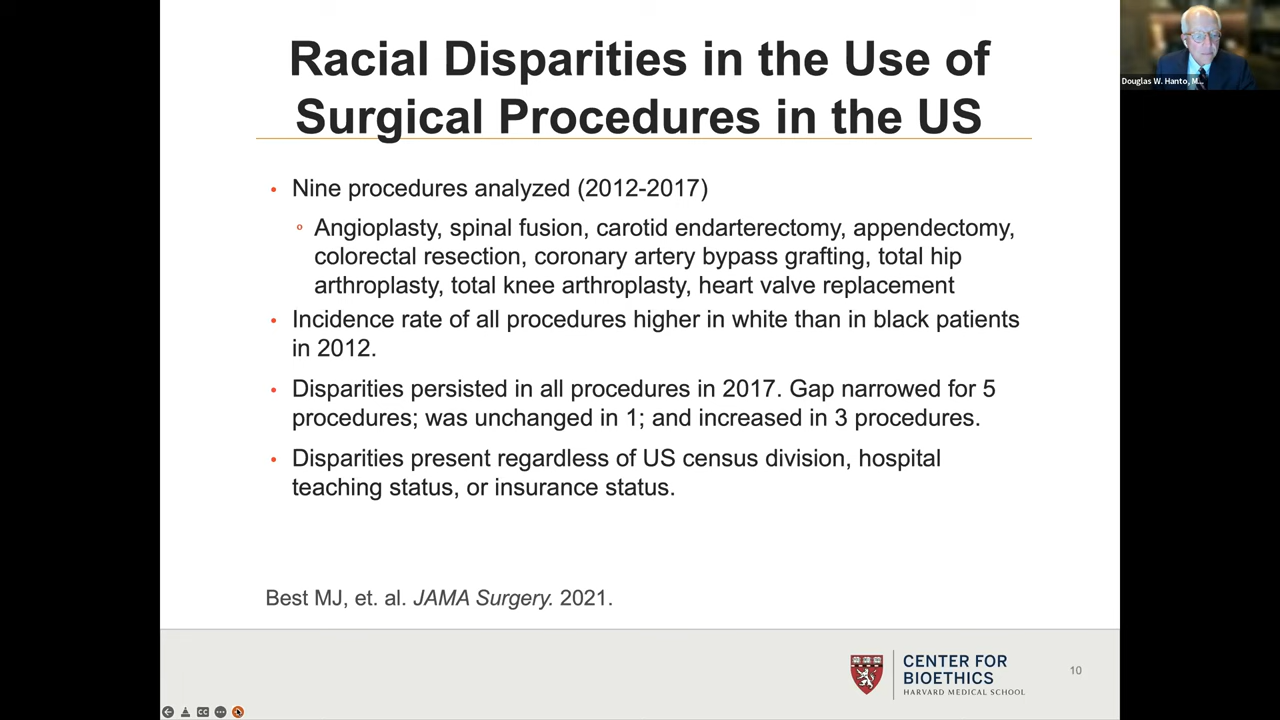 Racial Disparities in the Use of
Surgical Procedures in the US
• Nine procedures analyzed (2012-2017)
o Angioplasty, spinal fusion, carotid endarterectomy, appendectomy,
colorectal resection, coronary artery bypass grafting, total hip
arthroplasty, total knee arthroplasty, heart valve replacement
• Incidence rate of all procedures higher in white than in black patients
in 2012.
• Disparities persisted in all procedures in 2017. Gap narrowed for 5
procedures; was unchanged in 1; and increased in 3 procedures.
• Disparities present regardless of US census division, hospital
teaching status, or insurance status.
Best MJ, et. al. JAMA Surgery. 2021.
CENTER FOR
BIOETHICS
HARVARD MEDICAL SCHOOL
10
Douglas W. Hanto, M...
CC